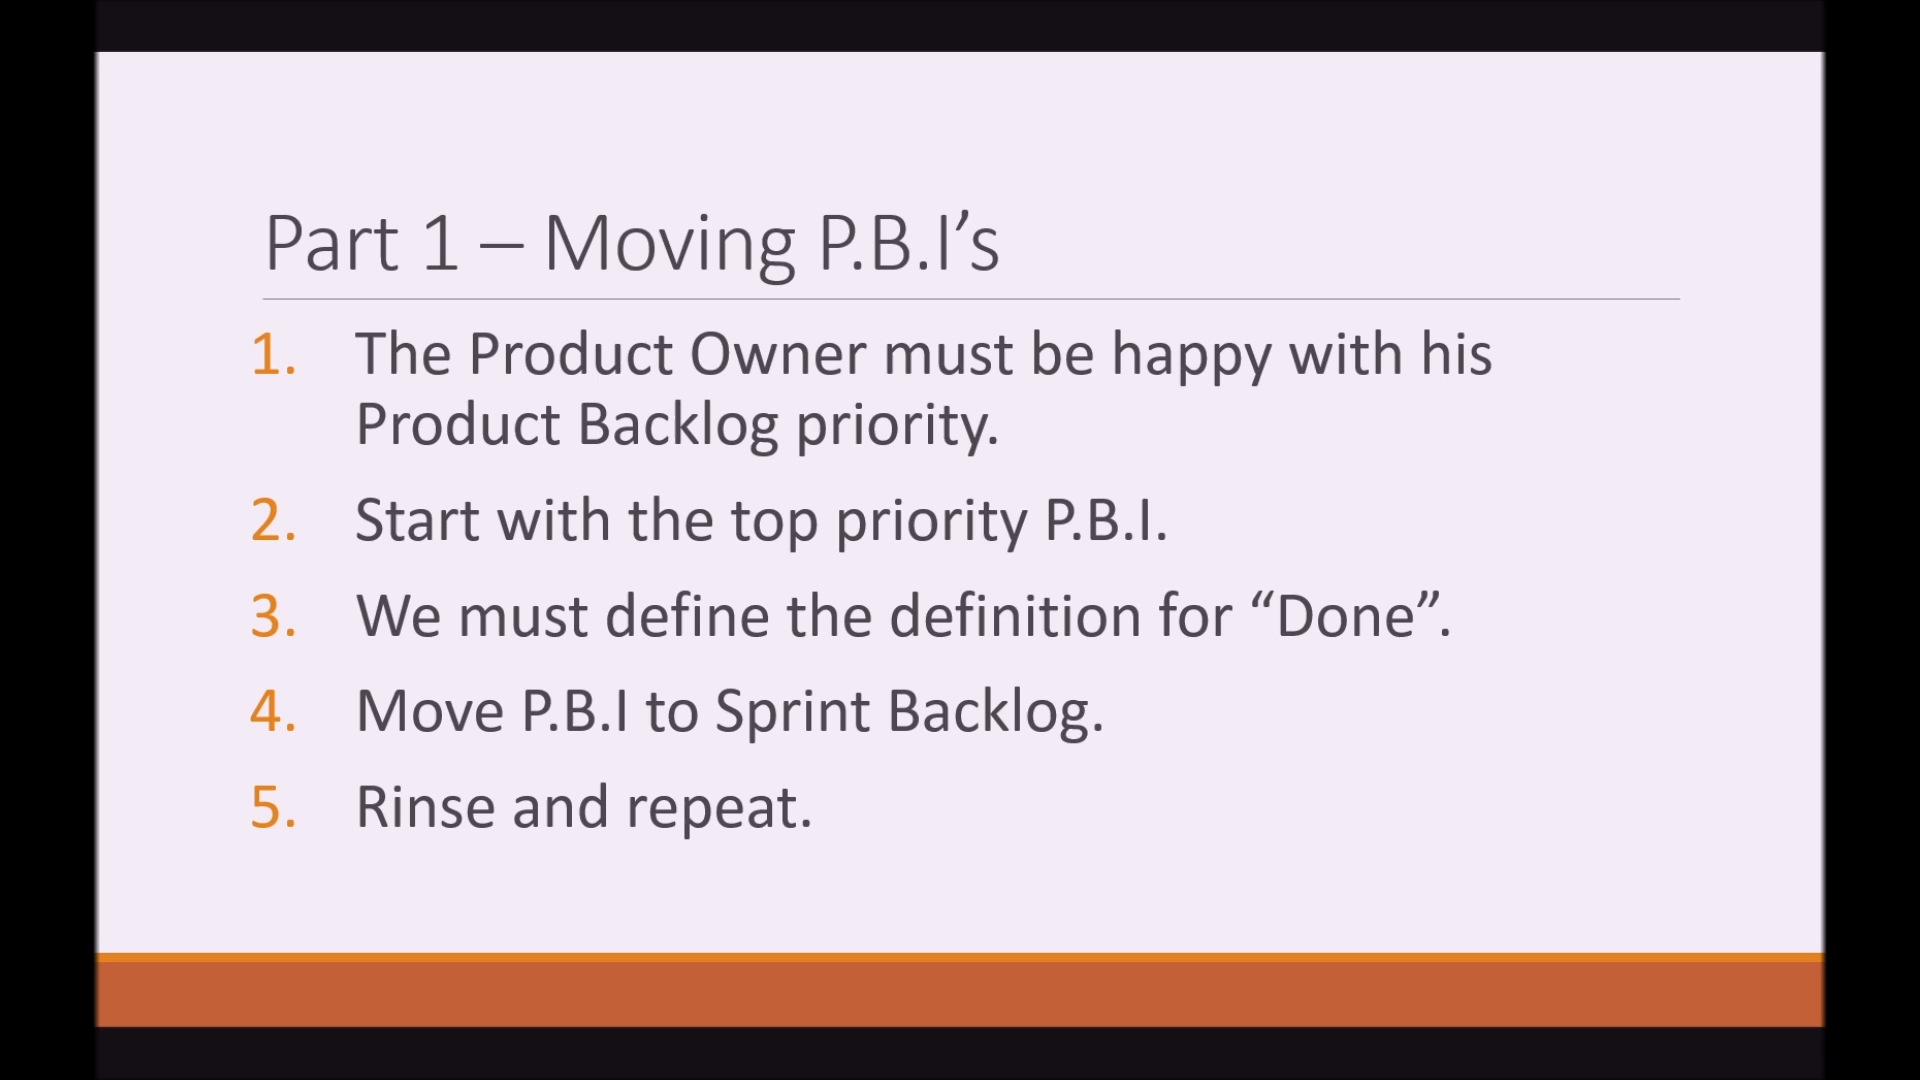 Part 1 – Moving P.B.I’s
1. The Product Owner must be happy with his
Product Backlog priority.
2. Start with the top priority P.B.I.
3. We must define the definition for “Done”.
4. Move P.B.I to Sprint Backlog.
5. Rinse and repeat.